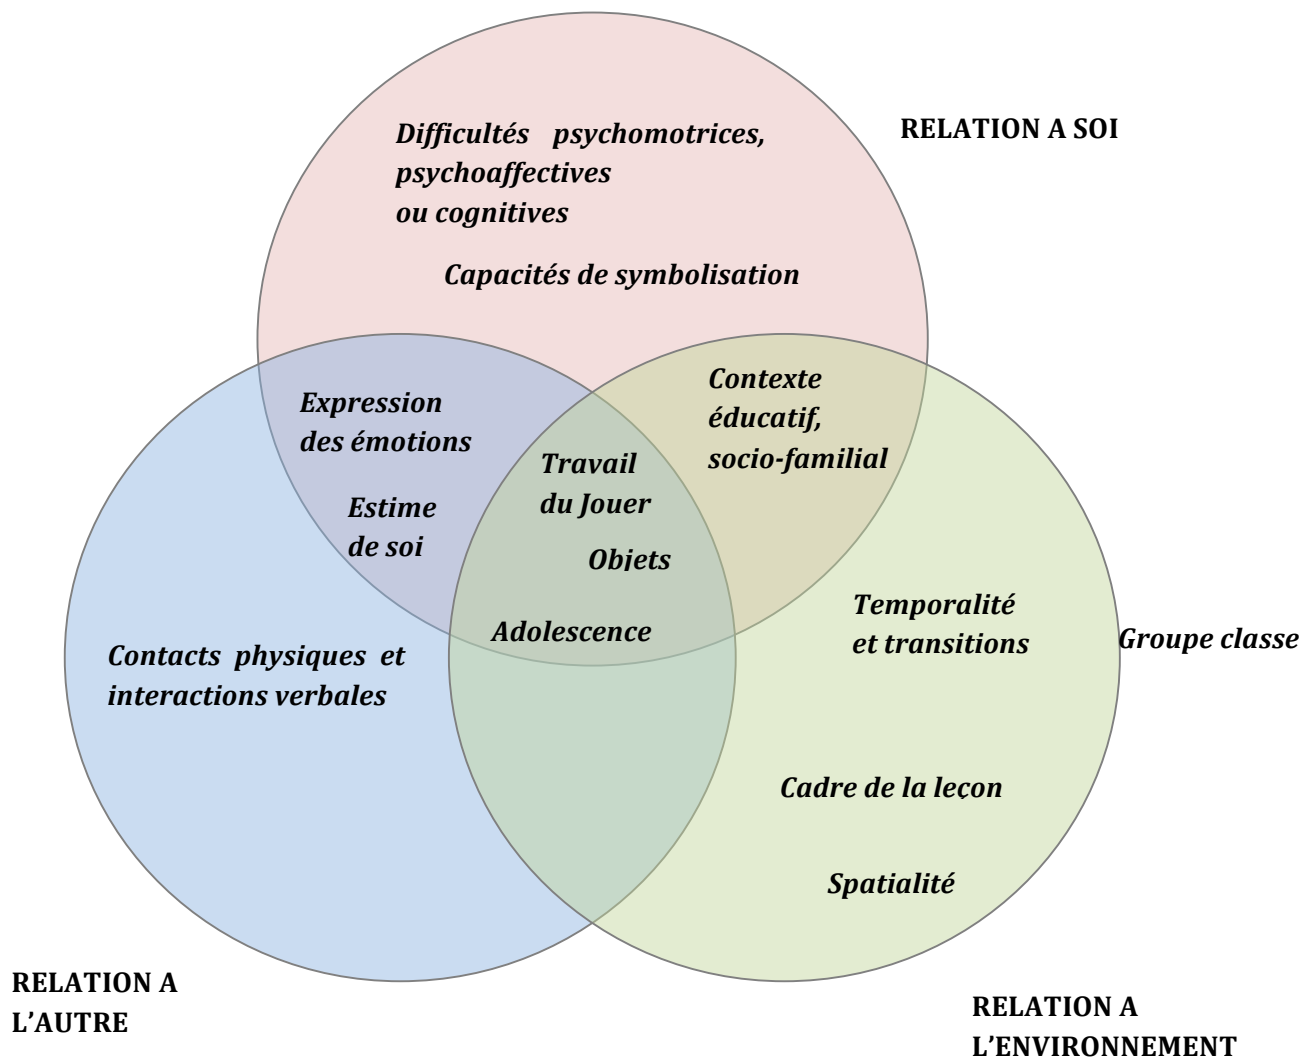 RELATION A SOI
Difficultés psychomotrices,
psychoaffectives
ou cognitives
Capacités de symbolisation
Expression
des émotions
Estime
de soi
Contexte
éducatif,
socio-familial
Travail
du Jouer
Objets
Adolescence
Contacts physiques et
interactions verbales
Temporalité
et transitions
Groupe classe
Cadre de la leçon
Spatialité
RELATION A
L’AUTRE
RELATION A
L’ENVIRONNEMENT